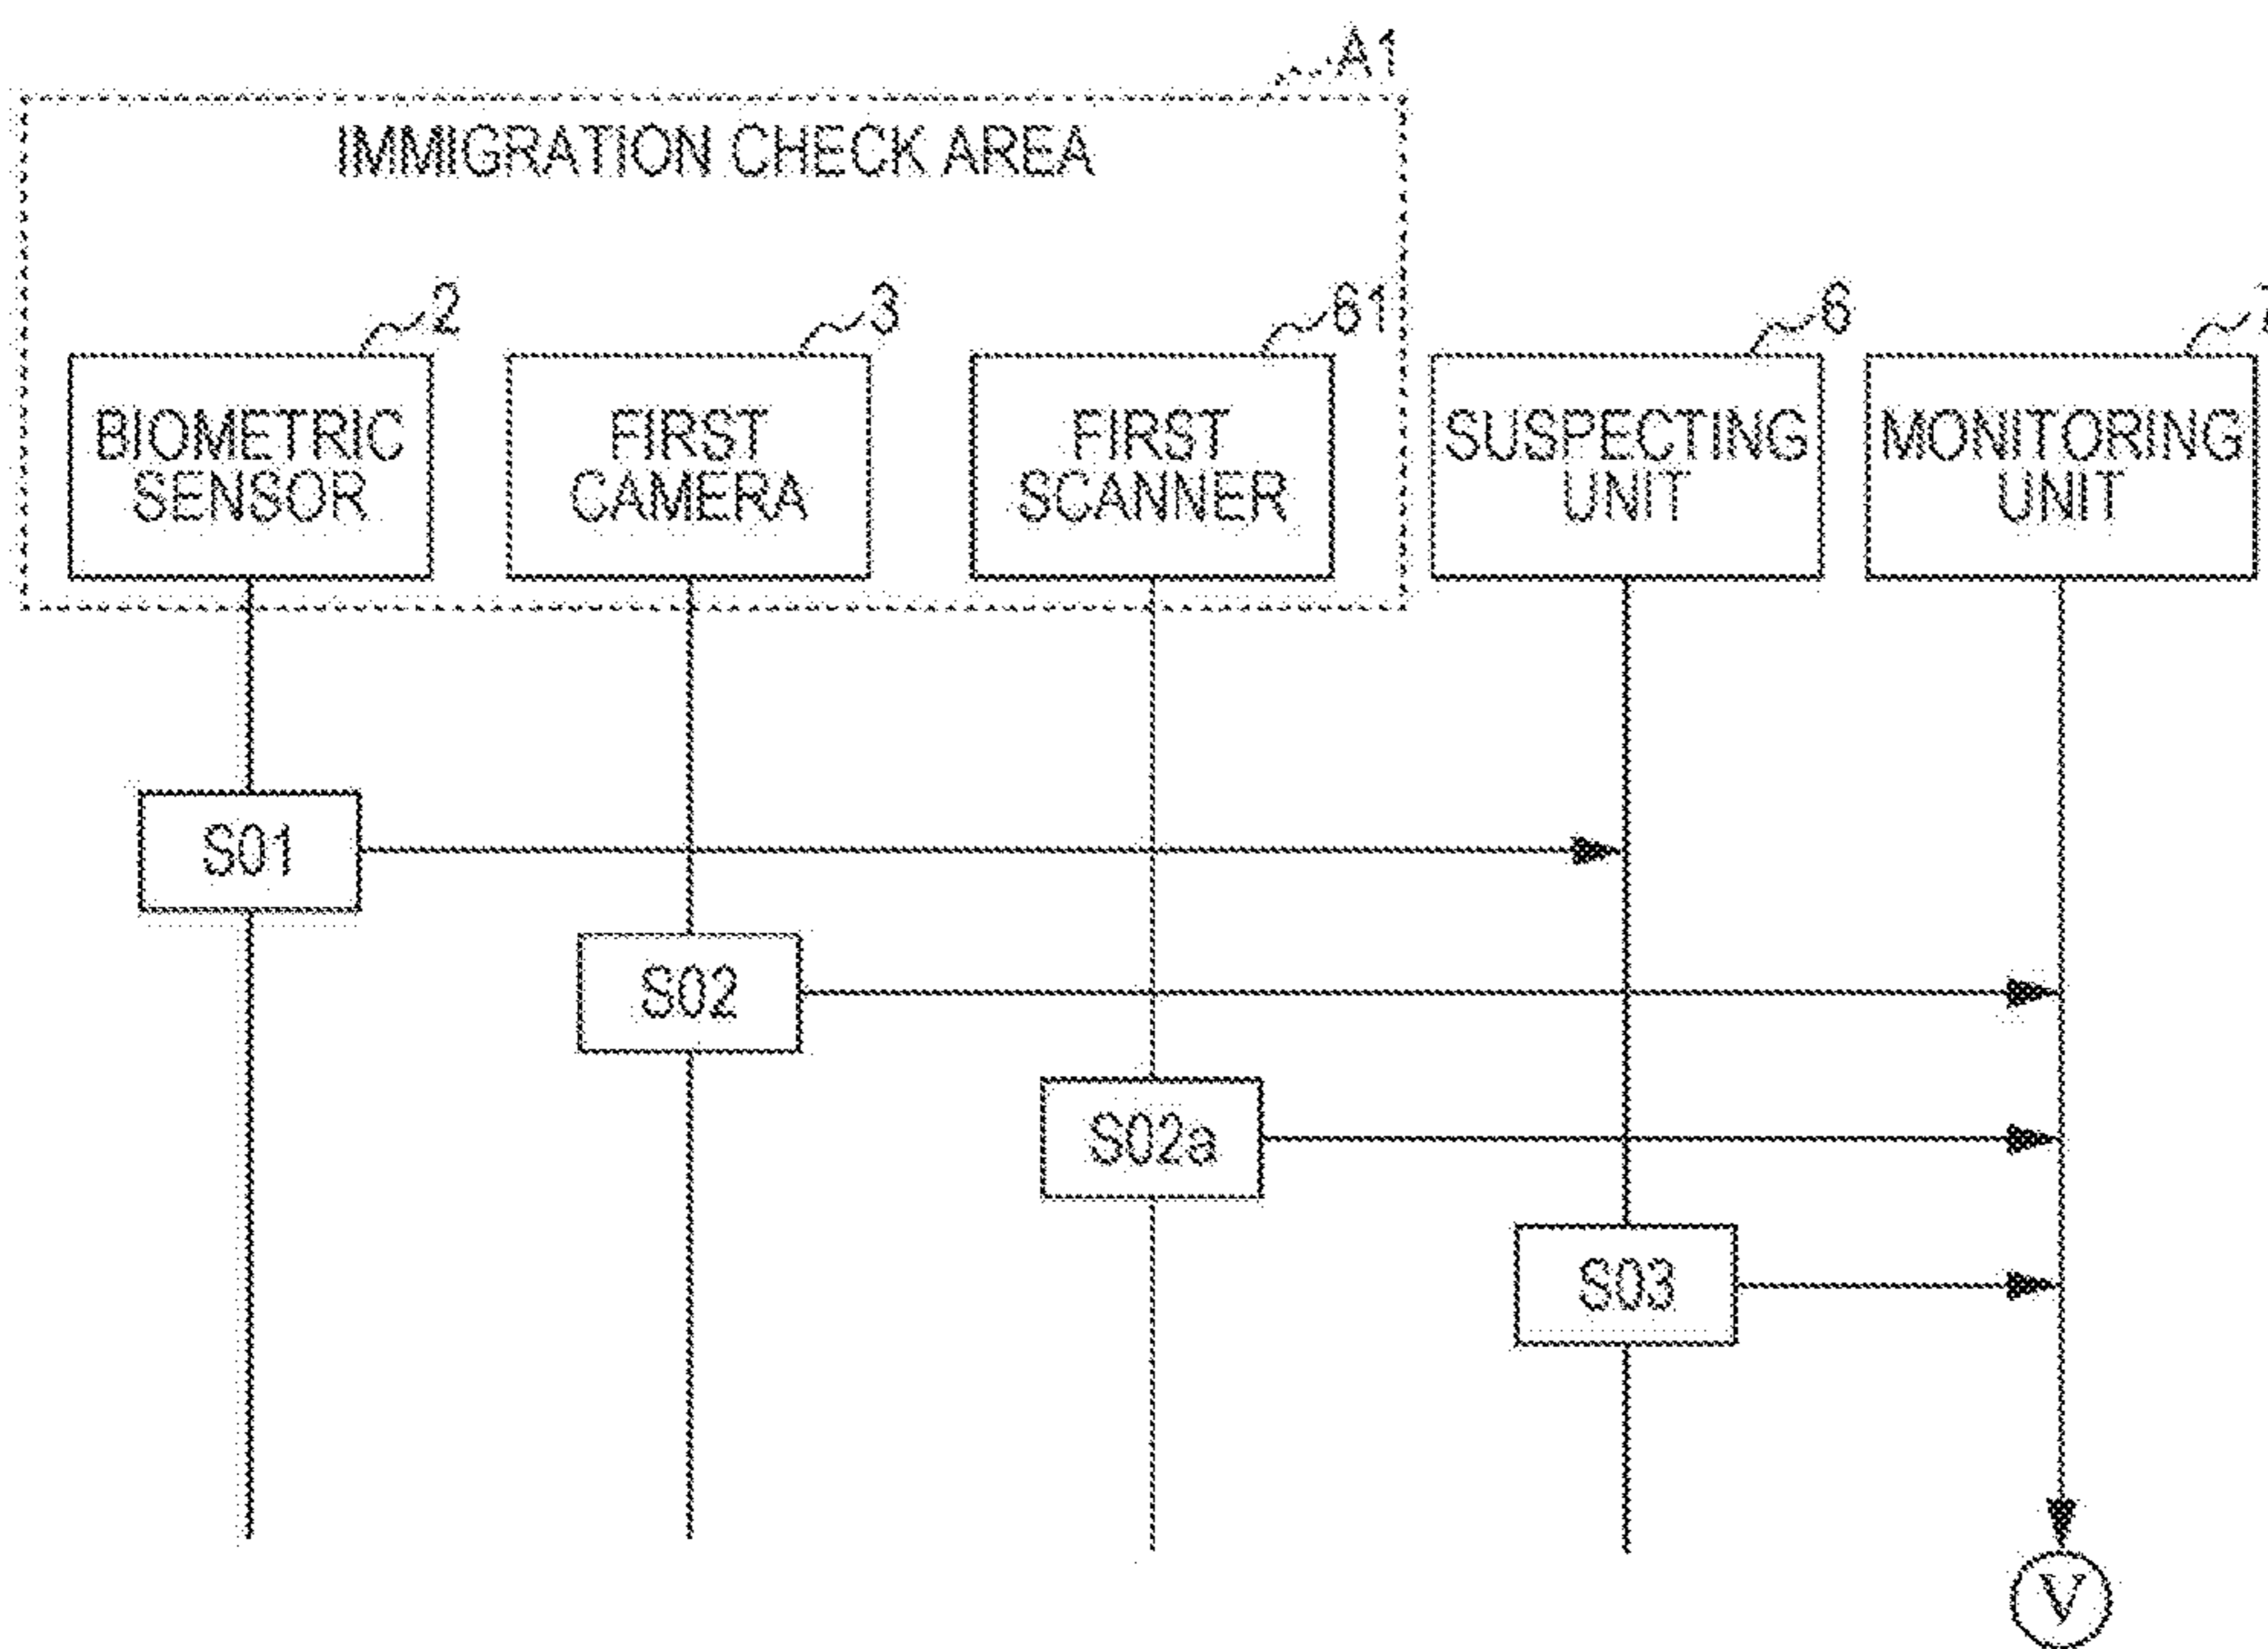 A1
IMMIGRATION CHECK AREA
2
3
61
6
7
BIOMETRIC
SENSOR
FIRST
CAMERA
FIRST
SCANNER
SUSPECTING
UNIT
MONITORING
UNIT
S01
S02
S02a
S03
V